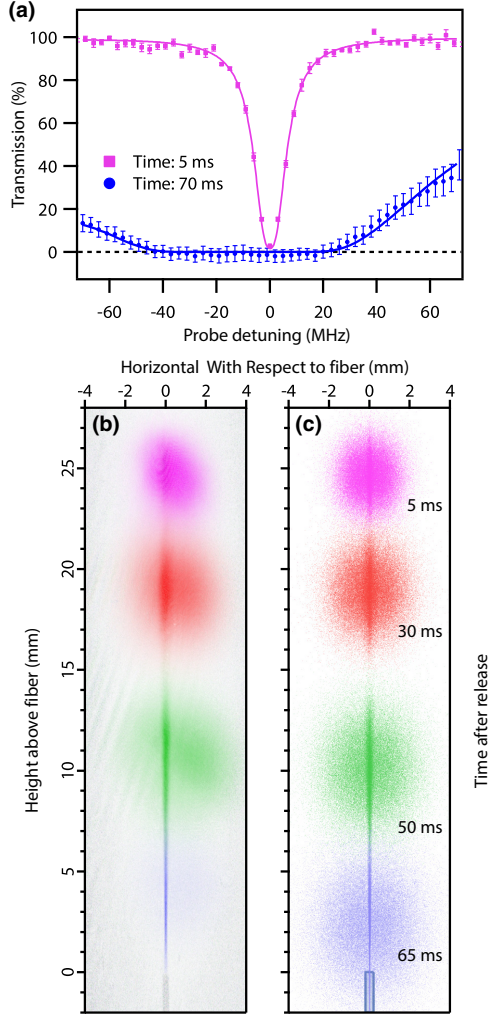 (a)
100
80
60
40
20
0
Transmission (%)
Time: 5 ms
Time: 70 ms
-60 -40 -20 0 20 40 60
Probe detuning (MHz)
Horizontal With Respect to fiber (mm)
-4 -2 0 2 4 -4 -2 0 2 4
(b) (c)
25
20
15
10
5
0
Height above fiber (mm)
5 ms
30 ms
50 ms
65 ms
Time after release